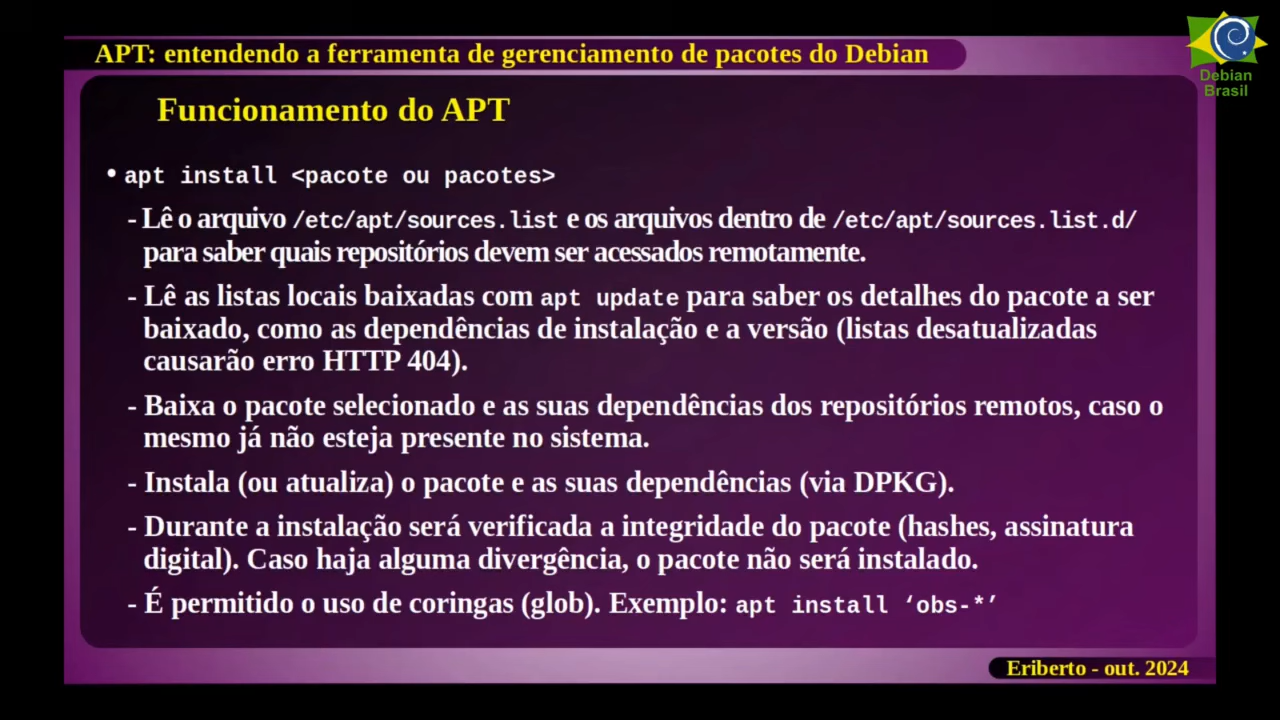 APT: entendendo a ferramenta de gerenciamento de pacotes do Debian
Debian
Brasil
Funcionamento do APT
• apt install <pacote ou pacotes>
- Lê o arquivo /etc/apt/sources.list e os arquivos dentro de /etc/apt/sources.list.d/
para saber quais repositórios devem ser acessados remotamente.
- Lê as listas locais baixadas com apt update para saber os detalhes do pacote a ser
baixado, como as dependências de instalação e a versão (listas desatualizadas
causarão erro HTTP 404).
- Baixa o pacote selecionado e as suas dependências dos repositórios remotos, caso o
mesmo já não esteja presente no sistema.
- Instala (ou atualiza) o pacote e as suas dependências (via DPKG).
- Durante a instalação será verificada a integridade do pacote (hashes, assinatura
digital). Caso haja alguma divergência, o pacote não será instalado.
- É permitido o uso de coringas (glob). Exemplo: apt install ‘obs-*’
Eriberto - out. 2024